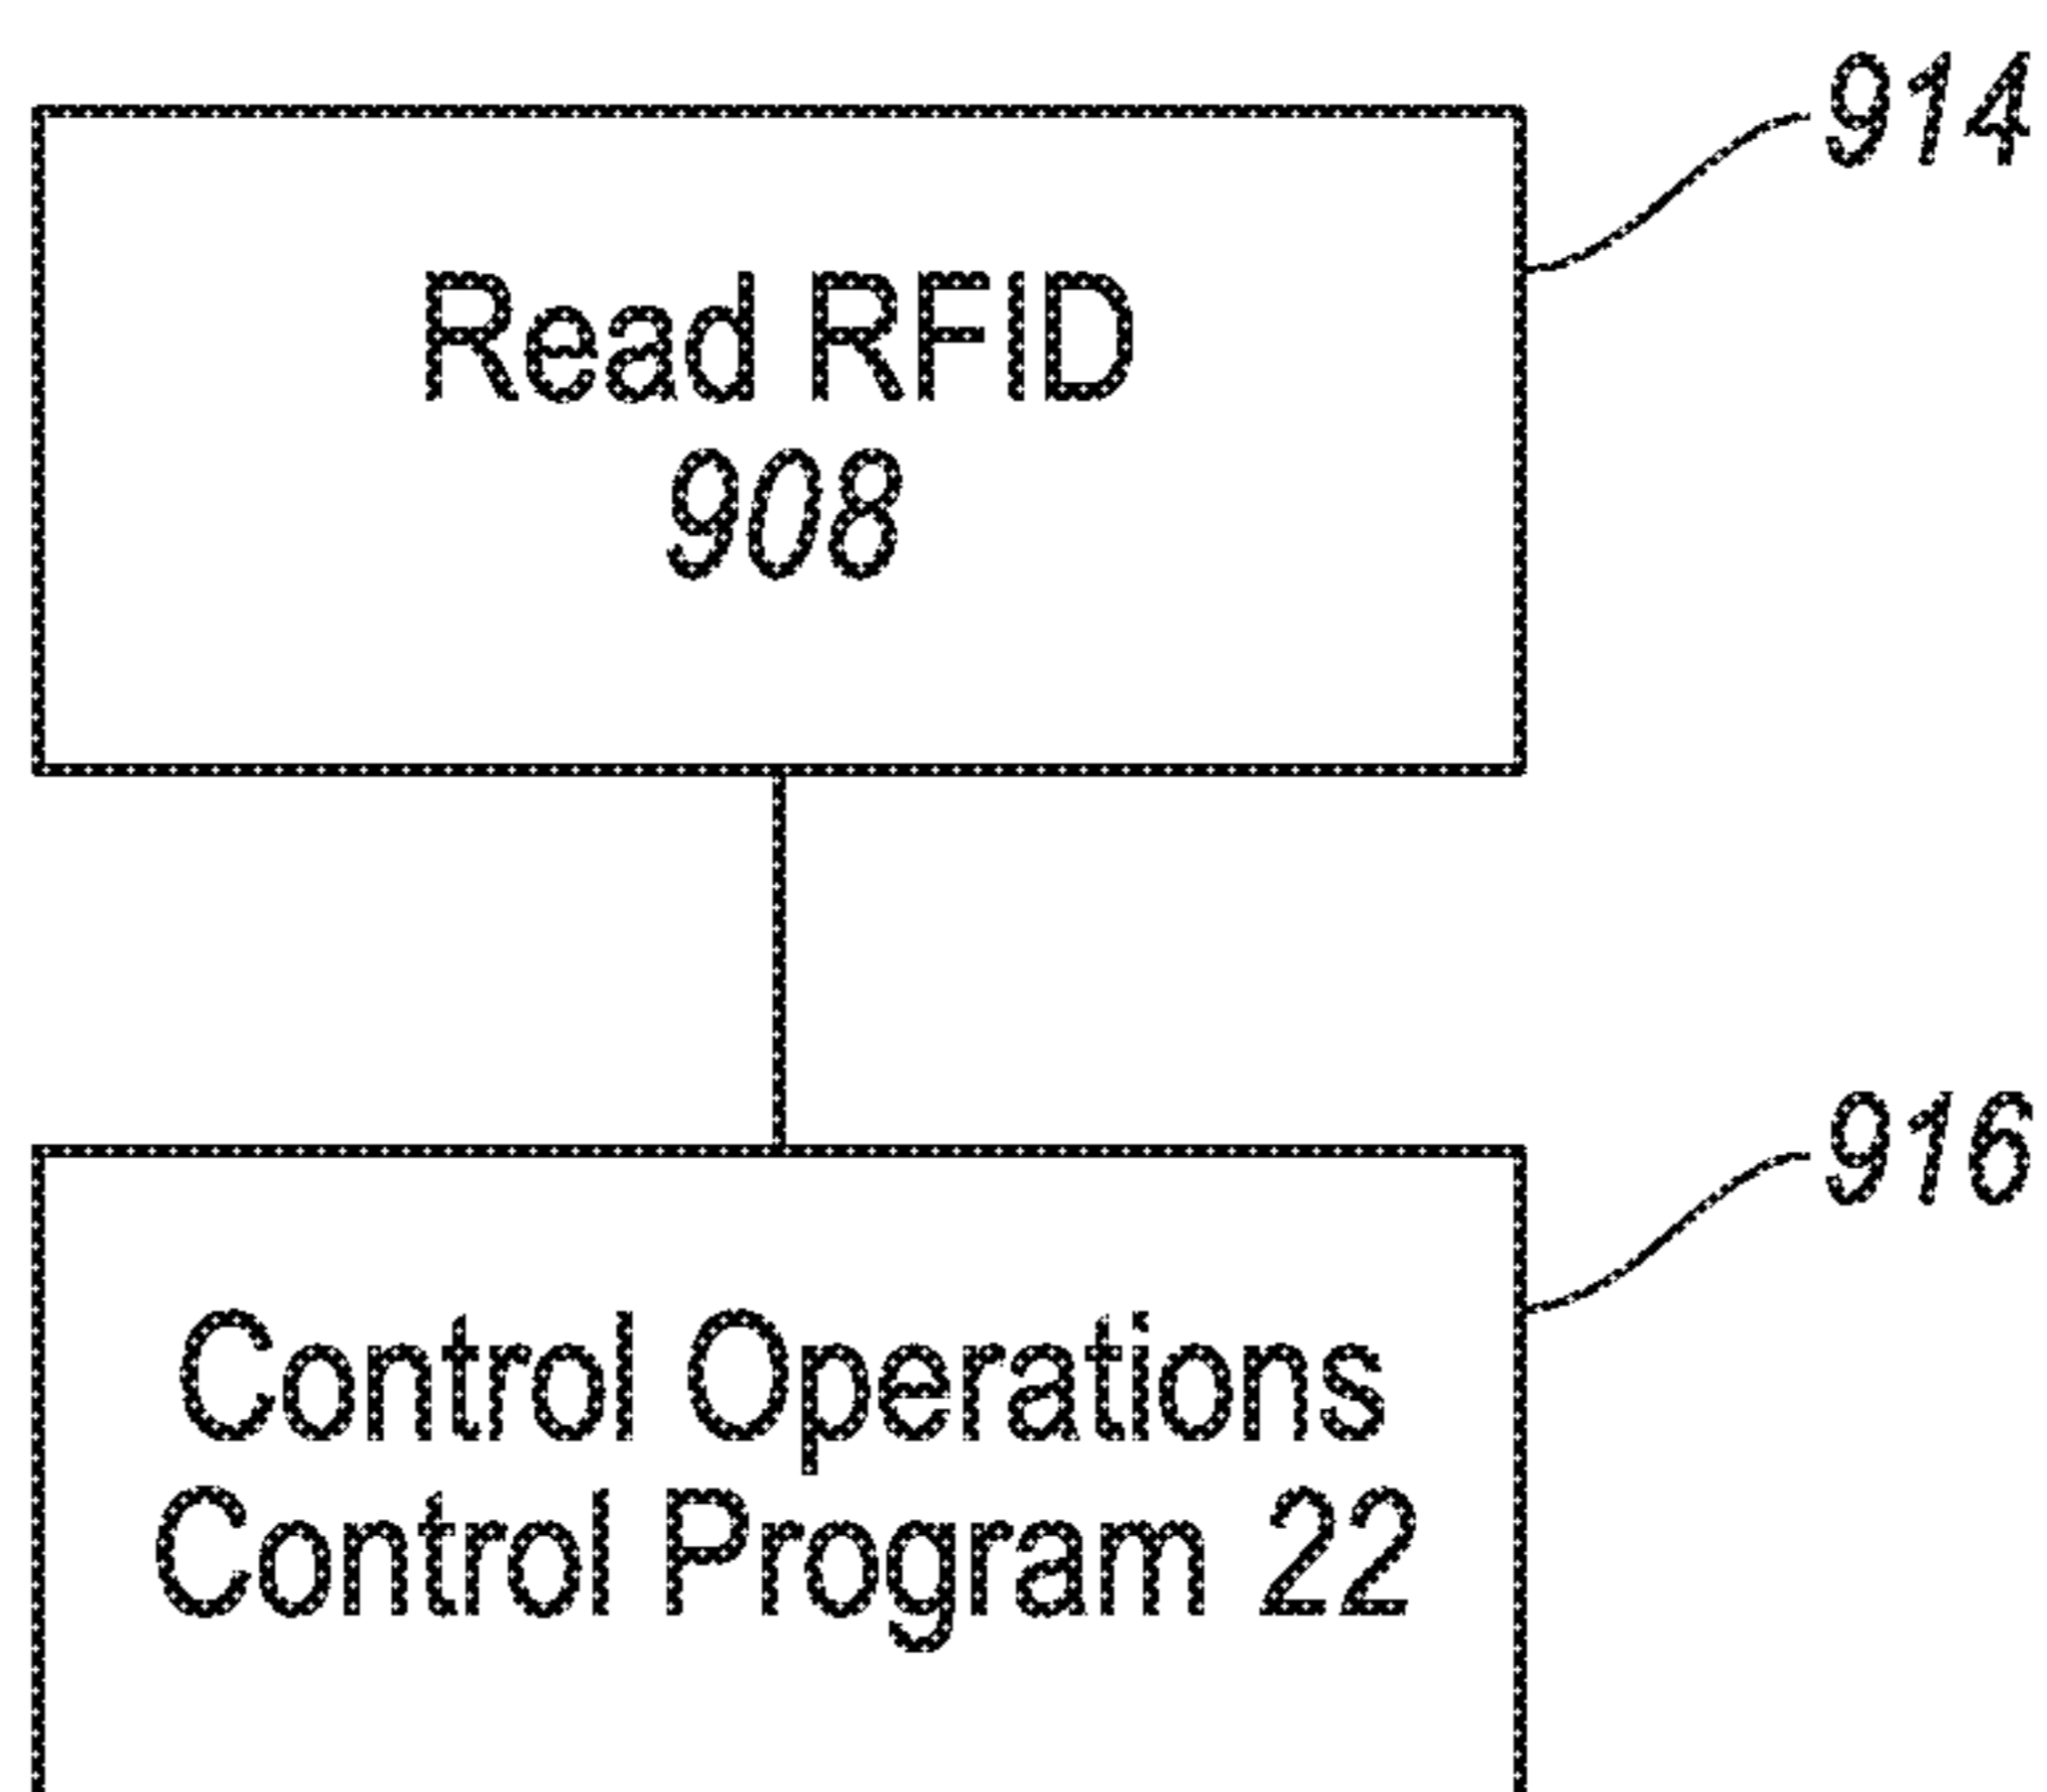 914
Read RFID
908
916
Control Operations
Control Program 22